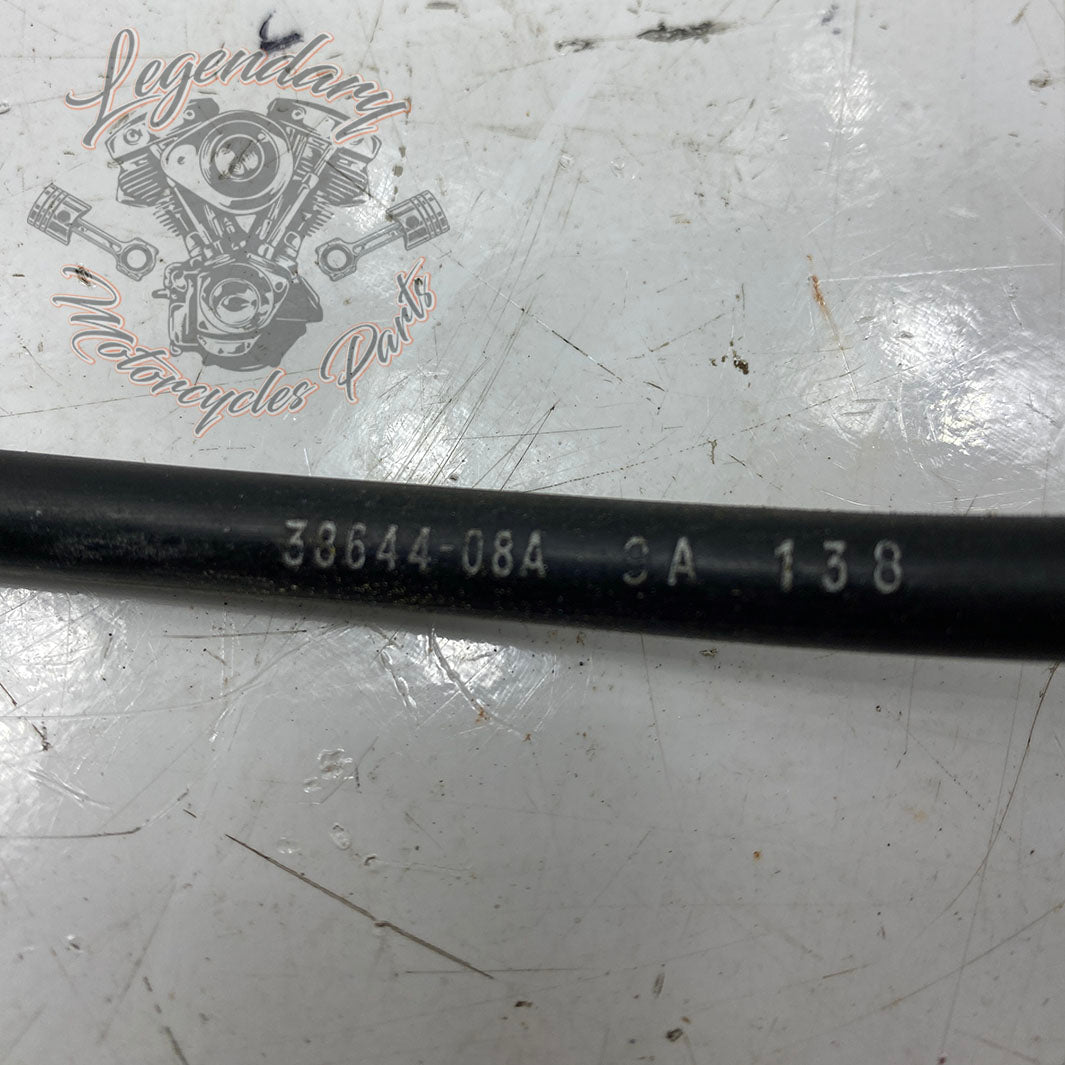 Legendary
Motorcycles Parts
38644-08A 9A 138